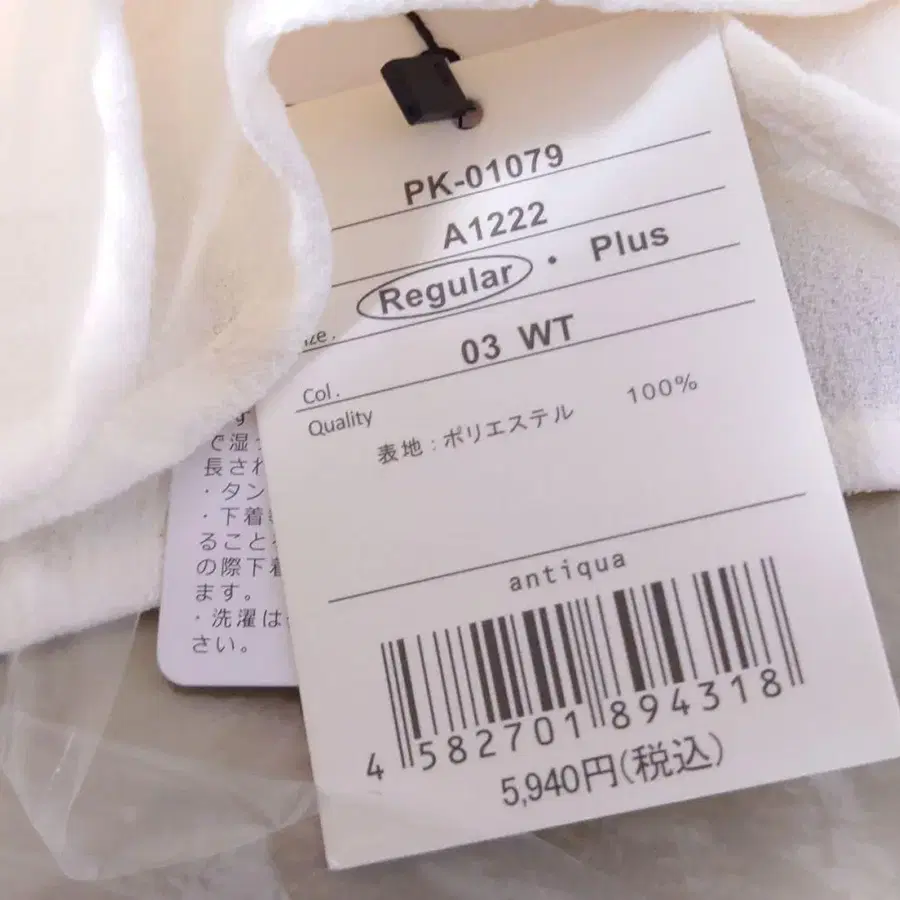 PK-01079
A1222
Regular ・ Plus
03 WT
Col.
Quality
表地:ポリエステル 100%
antiqua
4 582701 894318
5,940円(税込)
す
で湿っ
長され
・タン
・下着
ること
の際下着
ます。
・洗濯は
さい。